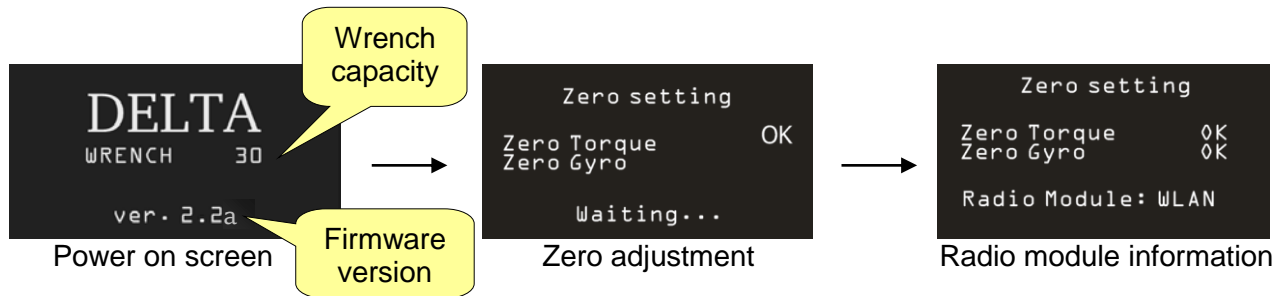 Wrench
capacity
DELTA
WRENCH 30
ver. 2.2a
Firmware
version
Power on screen
Zero setting
Zero Torque OK
Zero Gyro
Waiting...
Zero adjustment
Zero setting
Zero Torque OK
Zero Gyro OK
Radio Module: WLAN
Radio module information